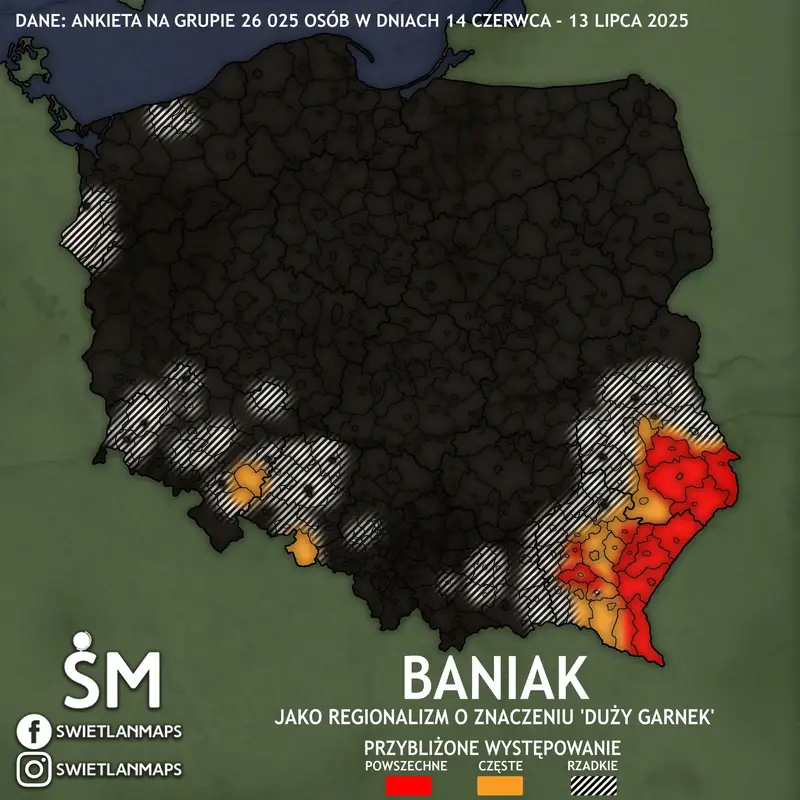 DANE: ANKIETA NA GRUPIE 26 025 OSÓB W DNIACH 14 CZERWCA - 13 LIPCA 2025
ŚM
SWIETLANMAPS
SWIETLANMAPS
BANIAK
JAKO REGIONALIZM O ZNACZENIU 'DUŻY GARNEK'
PRZYBLIŻONE WYSTĘPOWANIE
POWSZECHNE CZĘSTE RZADKIE